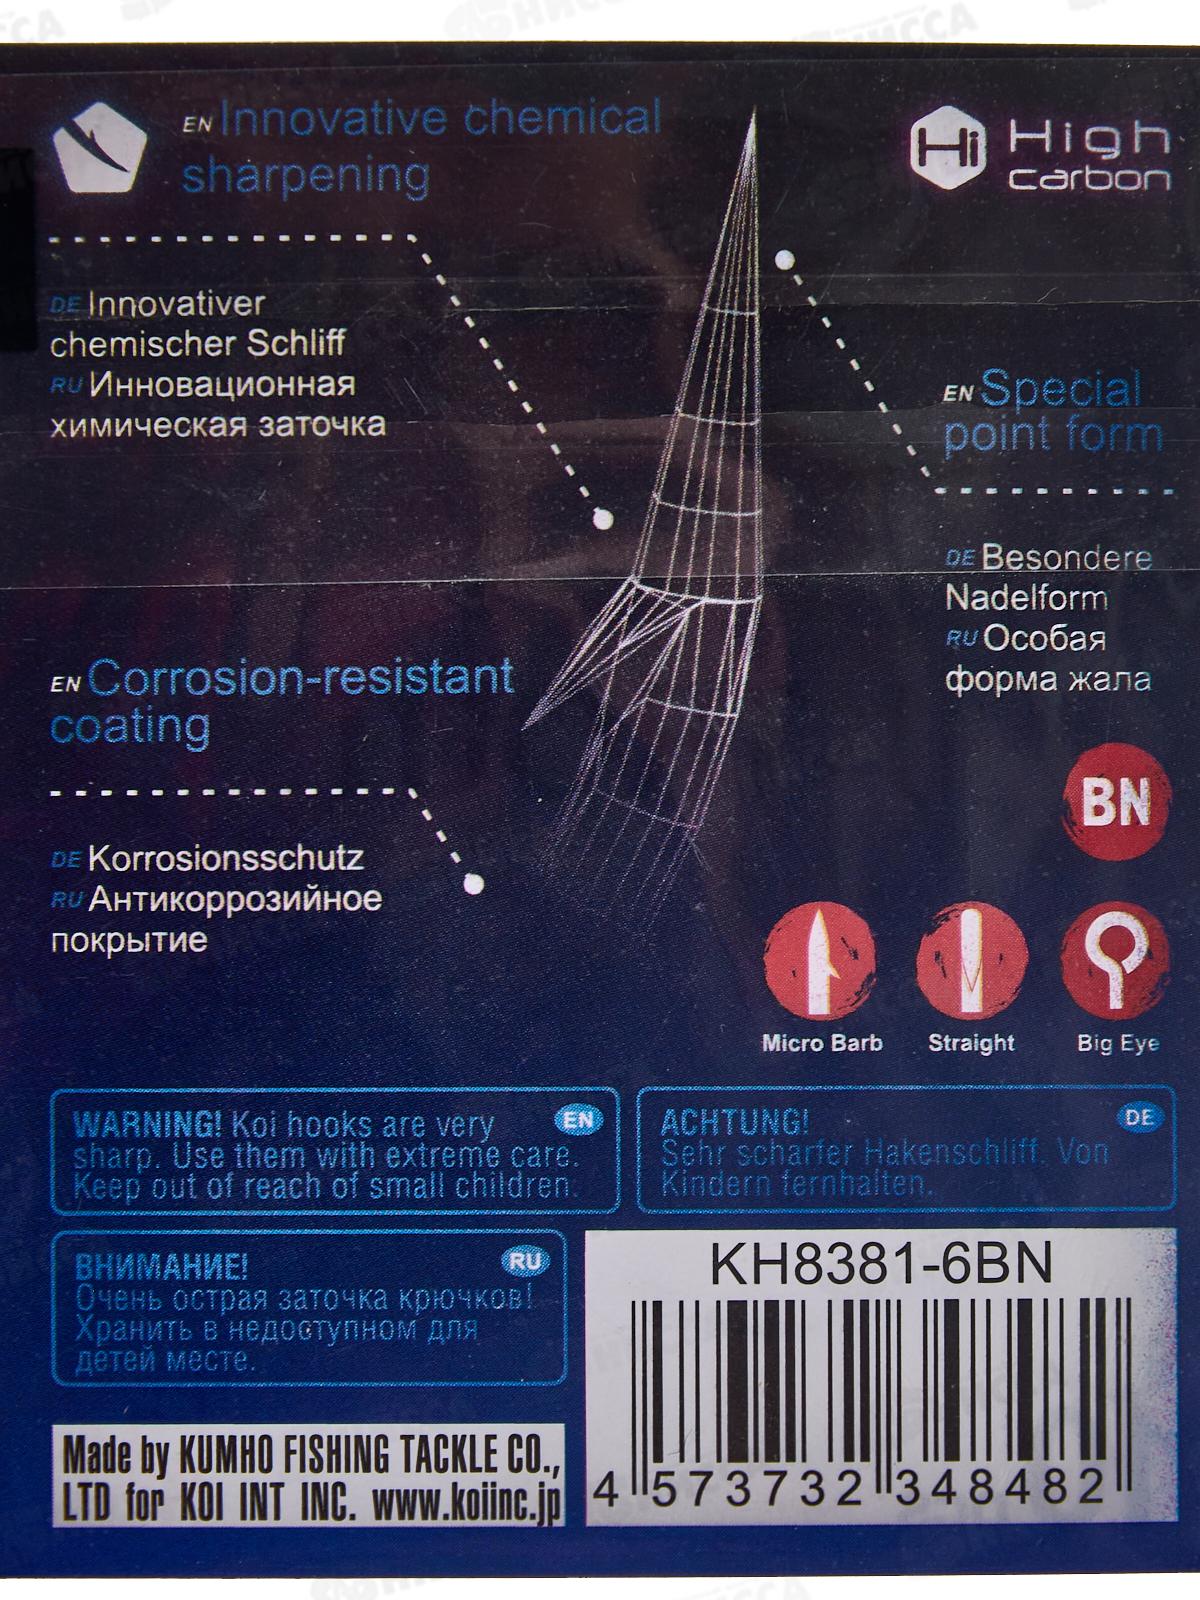 EN Innovative chemical
sharpening
Hi High
carbon
DE Innovativer
chemischer Schliff
RU Инновационная
химическая заточка
EN Special
point form
DE Besondere
Nadelform
RU Особая
форма жала
EN Corrosion-resistant
coating
DE Korrosionsschutz
RU Антикоррозийное
покрытие
BN
Micro Barb
Straight
Big Eye
WARNING! Koi hooks are very
sharp. Use them with extreme care.
Keep out of reach of small children.
EN
ACHTUNG!
Sehr scharfer Hakenschliff. Von
Kindern fernhalten.
DE
ВНИМАНИЕ!
Очень острая заточка крючков!
Хранить в недоступном для
детей месте.
RU
KH8381-6BN
4 573732 348482
Made by KUMHO FISHING TACKLE CO.,
LTD for KOI INT INC. www.koiinc.jp